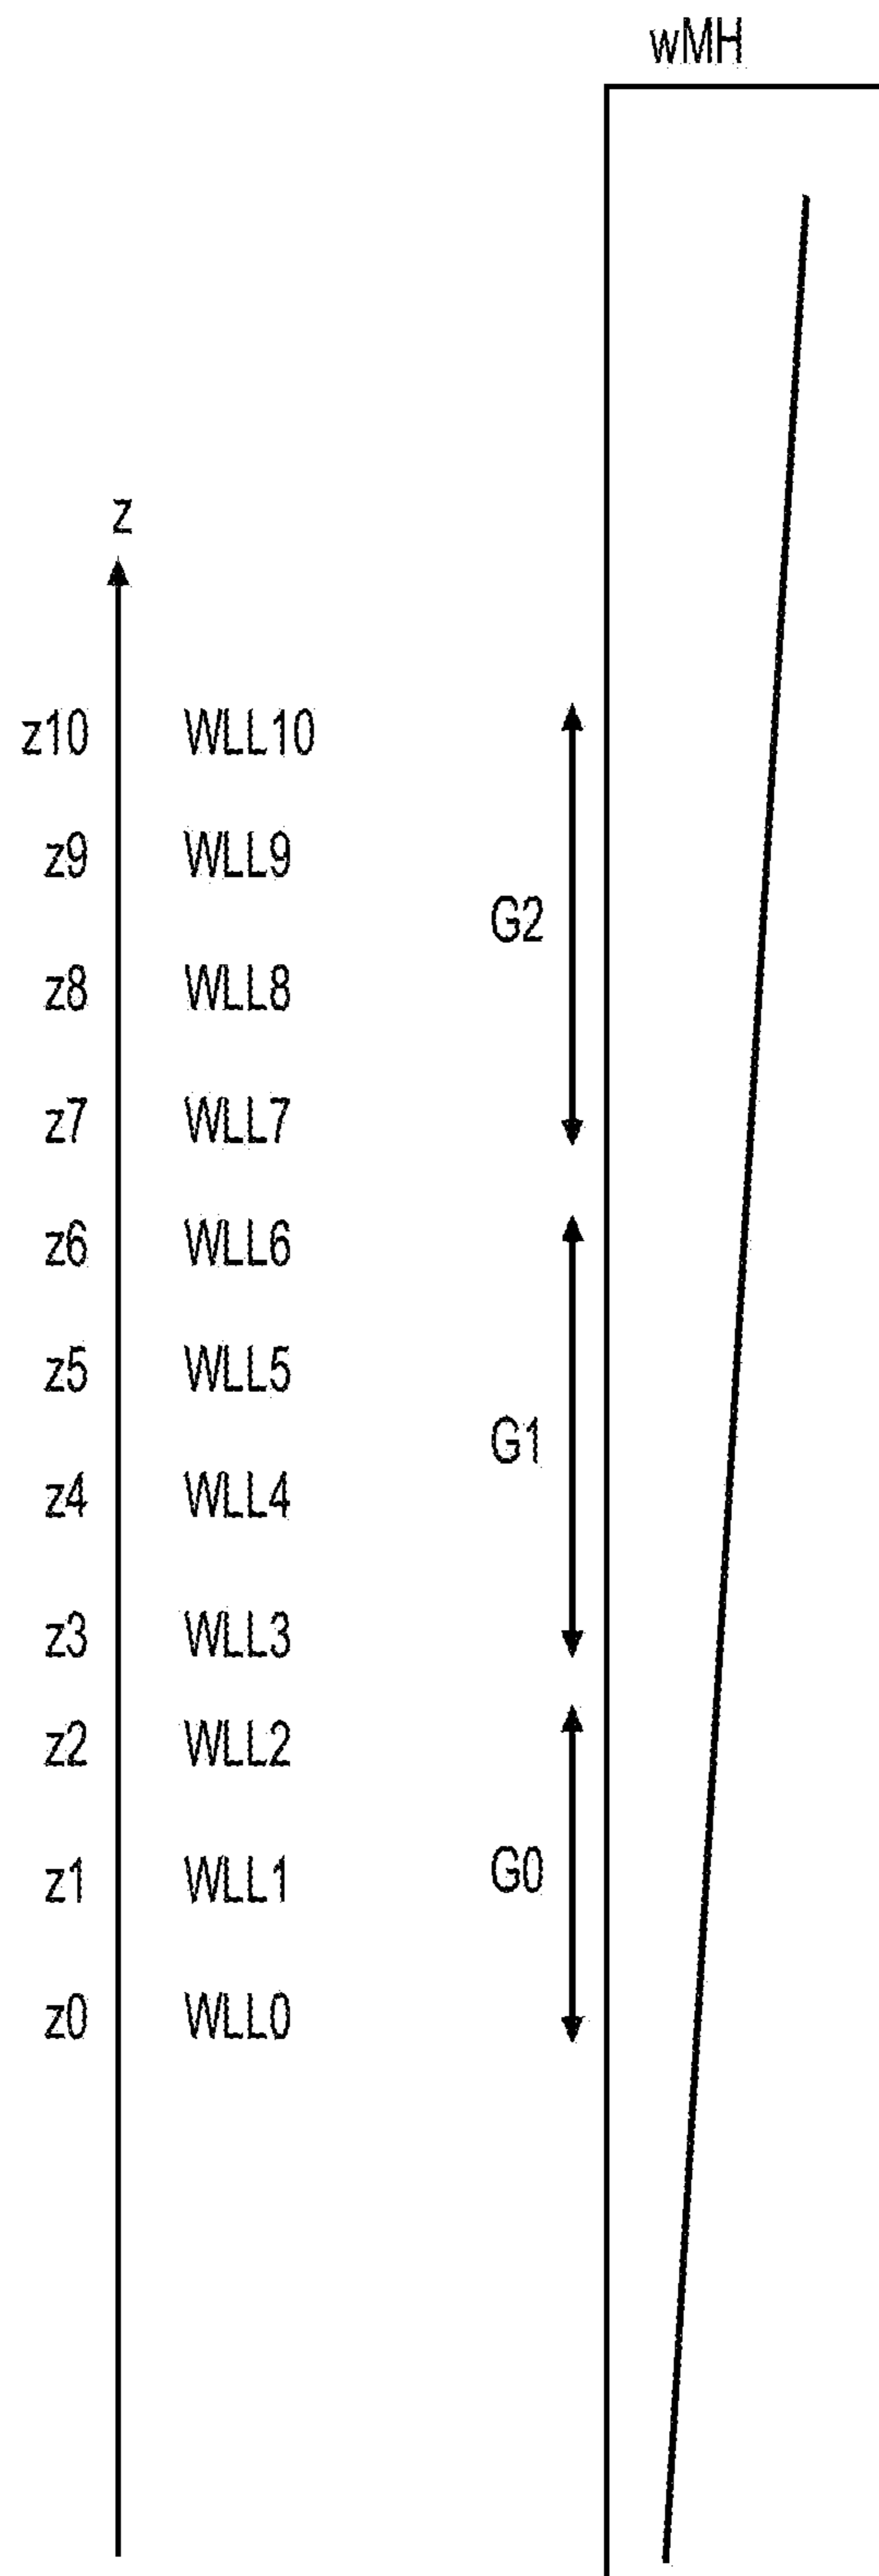 wMH
z
z10 WLL10
z9 WLL9
G2
z8 WLL8
z7 WLL7
z6 WLL6
z5 WLL5
G1
z4 WLL4
z3 WLL3
z2 WLL2
z1 WLL1 G0
z0 WLL0